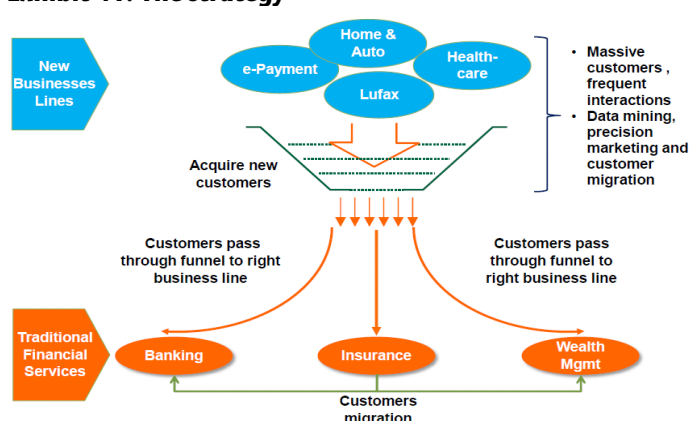 New
Businesses
Lines
Home &
Auto
e-Payment
Health-
care
Lufax
• Massive
customers ,
frequent
interactions
• Data mining,
precision
marketing and
customer
migration
Acquire new
customers
Customers pass
through funnel to right
business line
Customers pass
through funnel to
right business line
Traditional
Financial
Services
Banking
Insurance
Wealth
Mgmt
Customers
migration